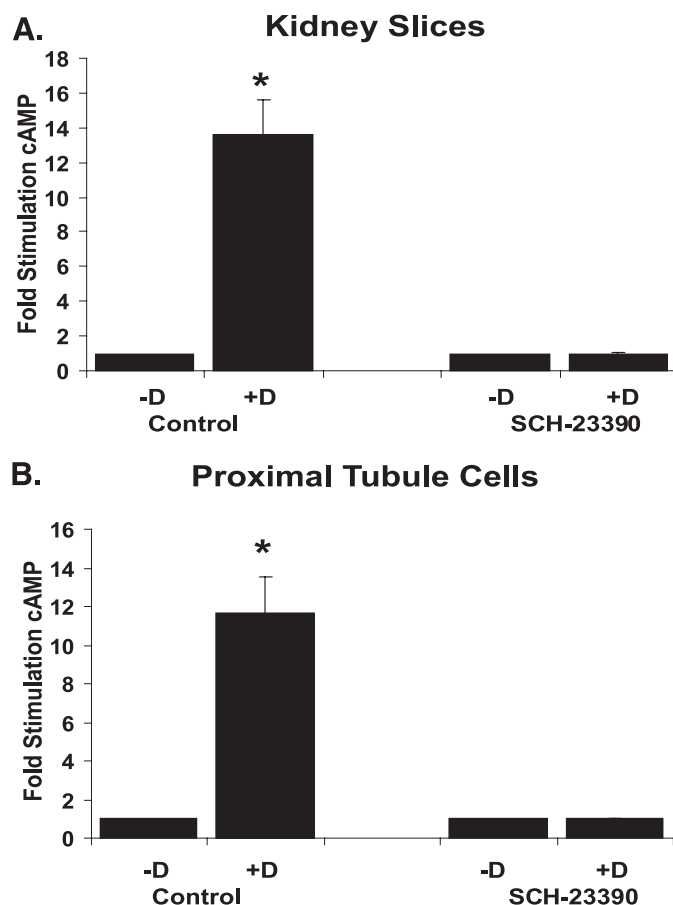 A.
Kidney Slices
Fold Stimulation cAMP
18
16
14
12
10
8
6
4
2
0
*
-D +D -D +D
Control SCH-23390
B.
Proximal Tubule Cells
Fold Stimulation cAMP
16
14
12
10
8
6
4
2
0
*
-D +D -D +D
Control SCH-23390